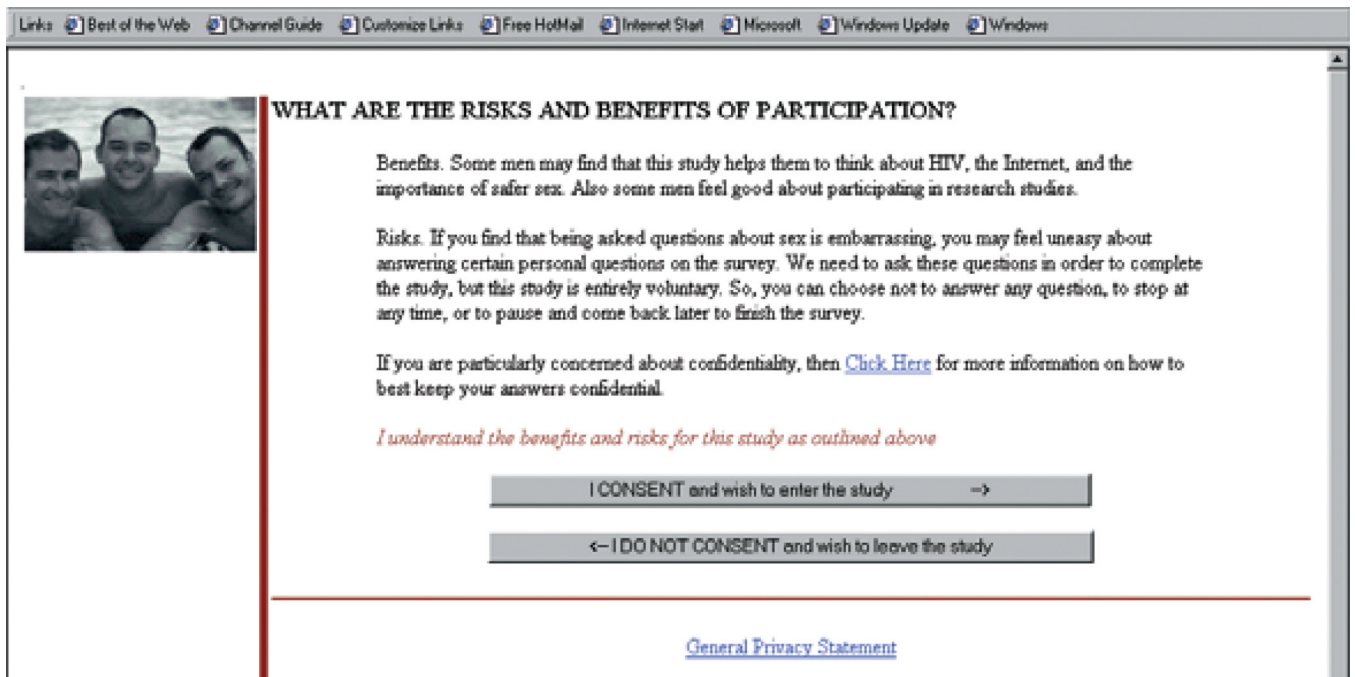 Links Best of the Web Channel Guide Customize Links Free HotMail Internet Start Microsoft Windows Update Windows
WHAT ARE THE RISKS AND BENEFITS OF PARTICIPATION?
Benefits. Some men may find that this study helps them to think about HIV, the Internet, and the
importance of safer sex. Also some men feel good about participating in research studies.
Risks. If you find that being asked questions about sex is embarrassing, you may feel uneasy about
answering certain personal questions on the survey. We need to ask these questions in order to complete
the study, but this study is entirely voluntary. So, you can choose not to answer any question, to stop at
any time, or to pause and come back later to finish the survey.
If you are particularly concerned about confidentiality, then Click Here for more information on how to
best keep your answers confidential.
I understand the benefits and risks for this study as outlined above
I CONSENT and wish to enter the study -->
<-- I DO NOT CONSENT and wish to leave the study
General Privacy Statement